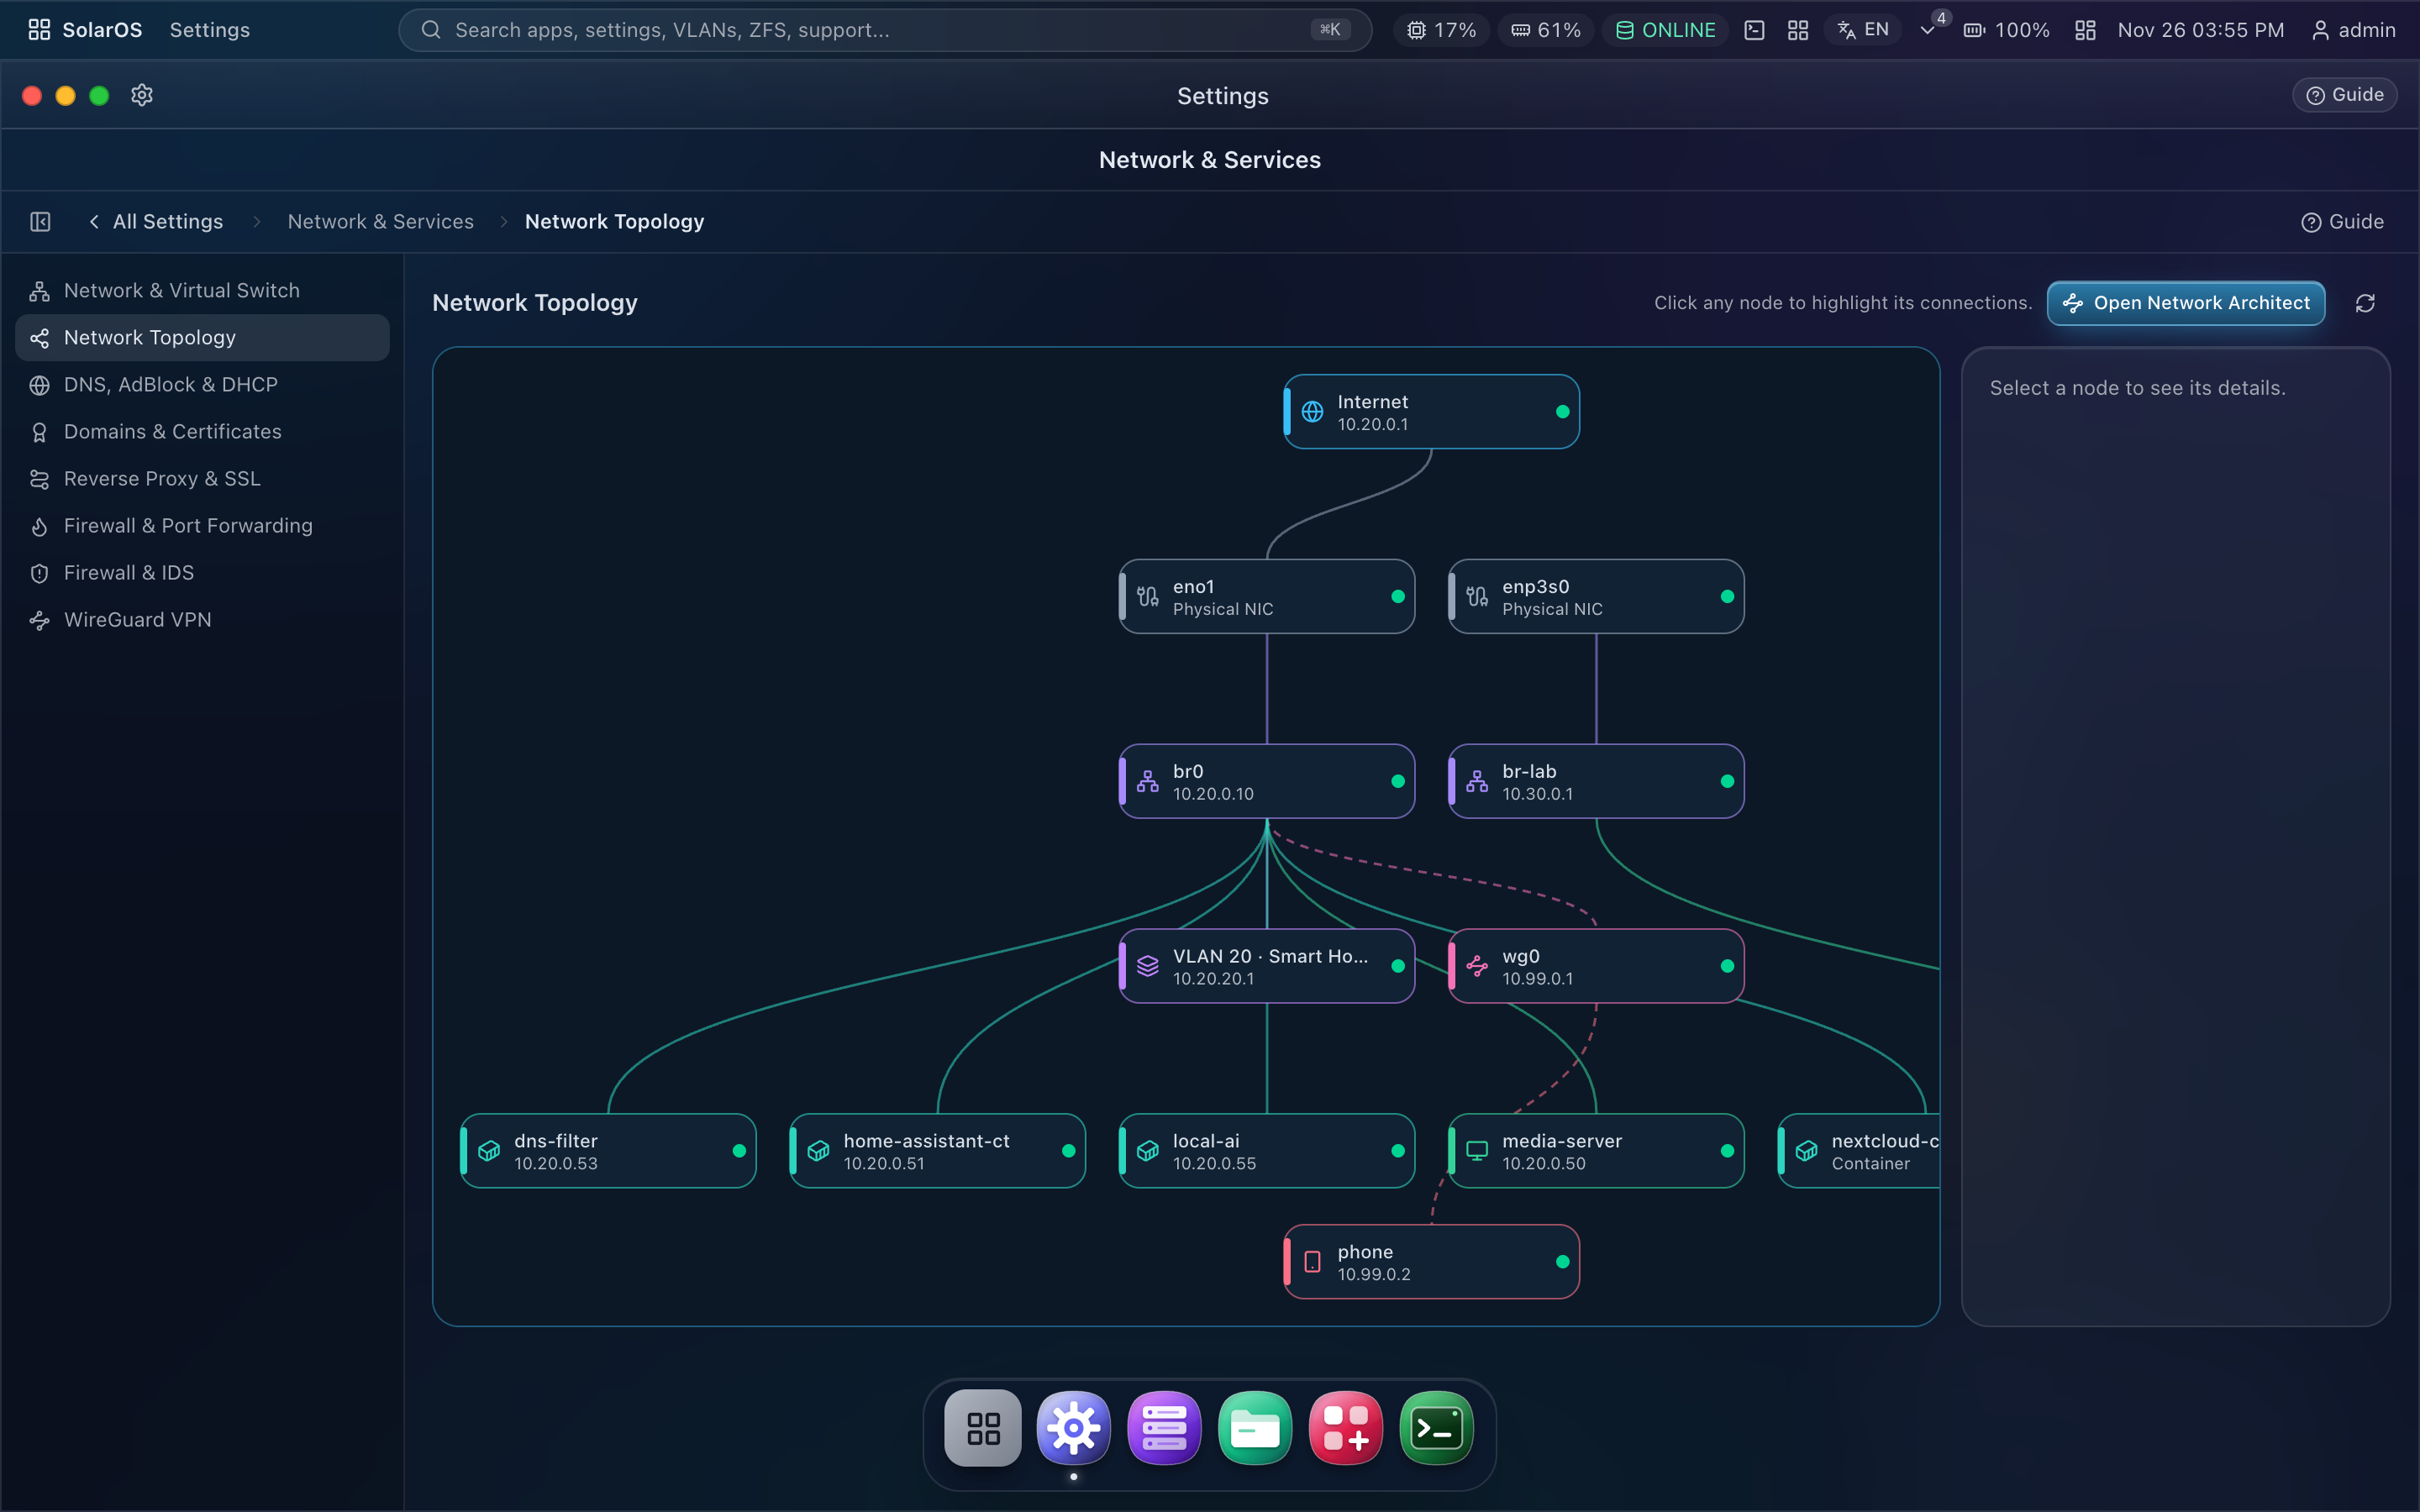 SolarOS Settings Search apps, settings, VLANs, ZFS, support... ⌘K 17% 61% ONLINE EN 4 100% Nov 26 03:55 PM admin
Settings Guide
Network & Services
All Settings Network & Services Network Topology Guide
Network & Virtual Switch
Network Topology
DNS, AdBlock & DHCP
Domains & Certificates
Reverse Proxy & SSL
Firewall & Port Forwarding
Firewall & IDS
WireGuard VPN
Network Topology Click any node to highlight its connections. Open Network Architect
Select a node to see its details.
Internet
10.20.0.1
eno1
Physical NIC
enp3s0
Physical NIC
br0
10.20.0.10
br-lab
10.30.0.1
VLAN 20 · Smart Ho...
10.20.20.1
wg0
10.99.0.1
dns-filter
10.20.0.53
home-assistant-ct
10.20.0.51
local-ai
10.20.0.55
media-server
10.20.0.50
nextcloud-c
Container
phone
10.99.0.2